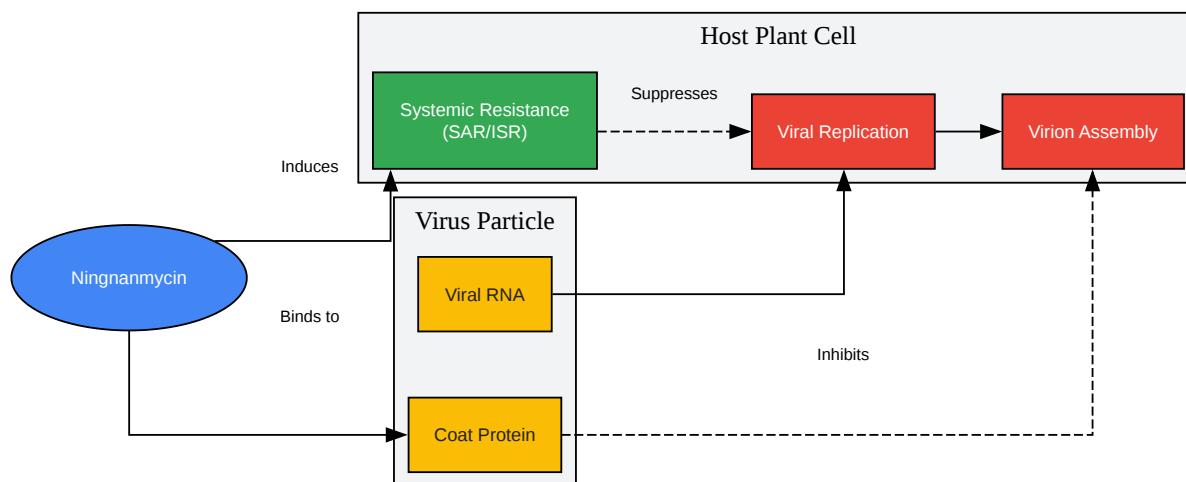 Host Plant Cell
Systemic Resistance
(SAR/ISR)
Suppresses
Viral Replication
Virion Assembly
Induces
Virus Particle
Ningnanmycin
Viral RNA
Binds to
Inhibits
Coat Protein